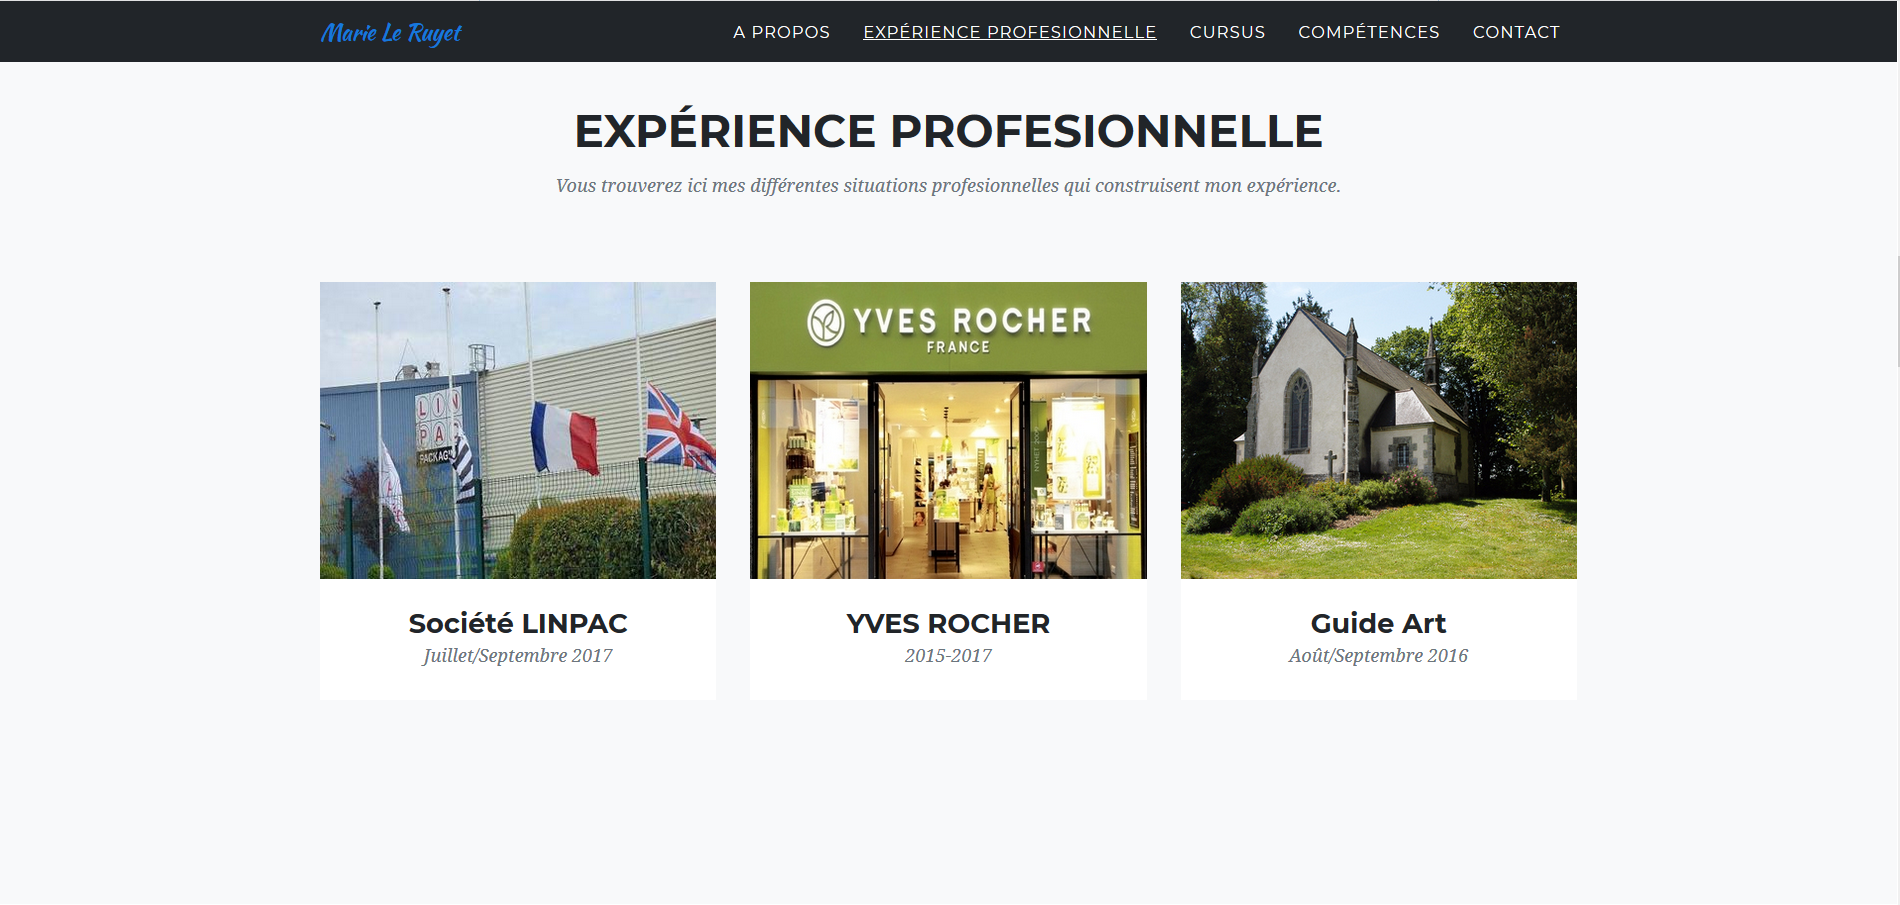 Marie Le Ruyet
A PROPOS
EXPÉRIENCE PROFESIONNELLE
CURSUS
COMPÉTENCES
CONTACT
EXPÉRIENCE PROFESIONNELLE
Vous trouverez ici mes différentes situations profesionnelles qui construisent mon expérience.
LIN
PAC
PACKAG
YVES ROCHER
FRANCE
Société LINPAC
Juillet/Septembre 2017
YVES ROCHER
2015-2017
Guide Art
Août/Septembre 2016